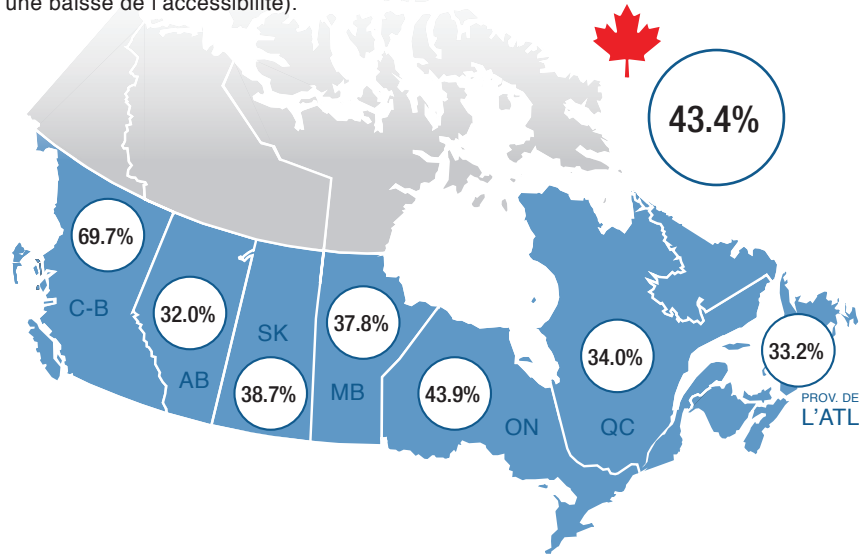 une baisse de l'accessibilité).
43.4%
69.7%
C-B
32.0%
AB
SK
38.7%
37.8%
MB
43.9%
ON
34.0%
QC
33.2%
PROV. DE
L'ATL